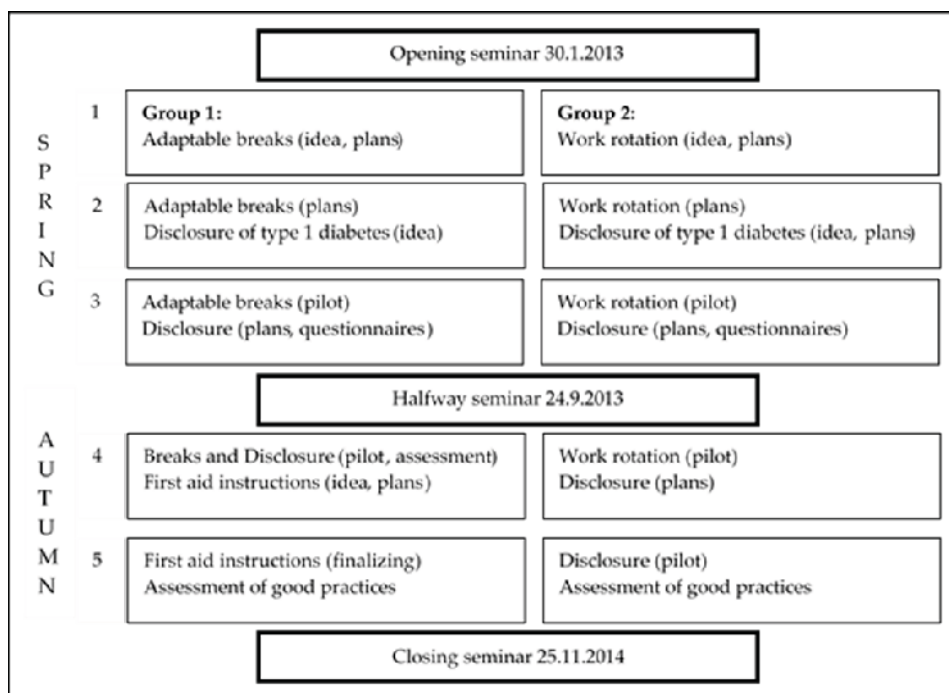 Opening seminar 30.1.2013
SPRING
1
Group 1:
Adaptable breaks (idea, plans)
Group 2:
Work rotation (idea, plans)
2
Adaptable breaks (plans)
Disclosure of type 1 diabetes (idea)
Work rotation (plans)
Disclosure of type 1 diabetes (idea, plans)
3
Adaptable breaks (pilot)
Disclosure (plans, questionnaires)
Work rotation (pilot)
Disclosure (plans, questionnaires)
Halfway seminar 24.9.2013
AUTUMN
4
Breaks and Disclosure (pilot, assessment)
First aid instructions (idea, plans)
Work rotation (pilot)
Disclosure (plans)
5
First aid instructions (finalizing)
Assessment of good practices
Disclosure (pilot)
Assessment of good practices
Closing seminar 25.11.2014